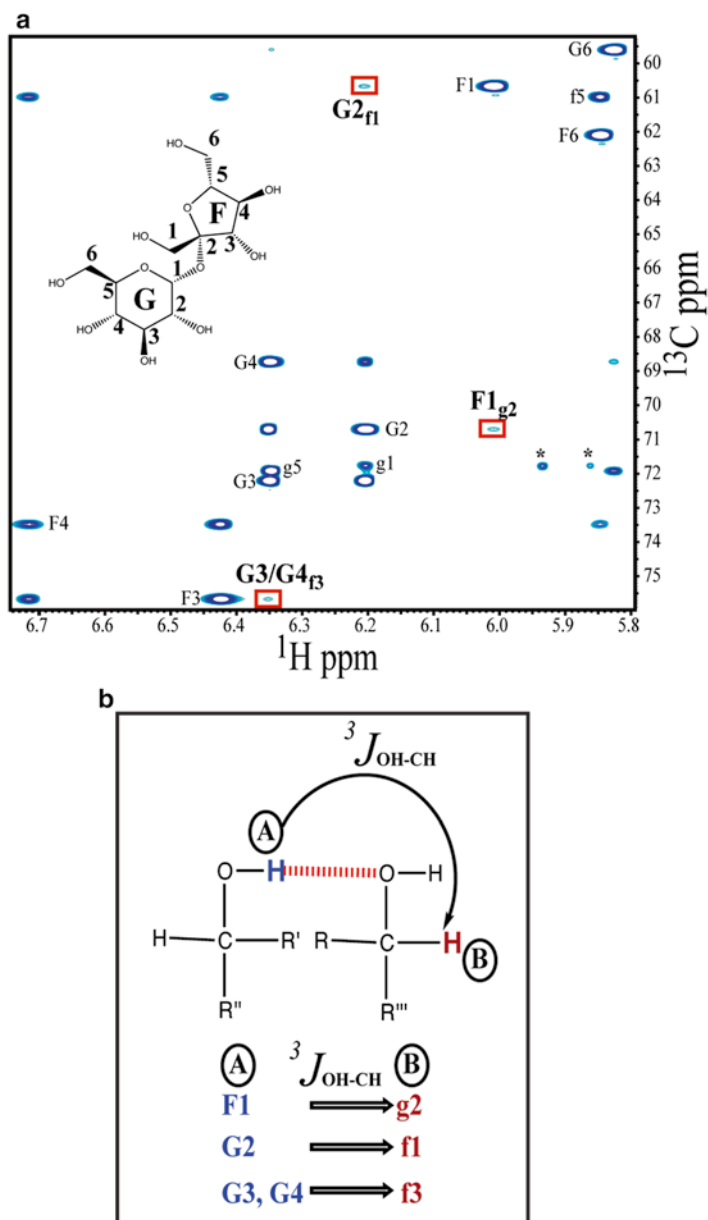 a
G6
60
F1
61
f5
G2f1
F6
62
6
HO
63
5
OH
64
F
4
65
1
HO
2
3
OH
6
1
O
66
HO
5
O
G
67
2
4
OH
HO
3
68
OH
G4
69
13C ppm
F1g2
70
G2
71
* *
g5
g1
72
G3
73
F4
74
G3/G4f3
75
F3
6.7 6.6 6.5 6.4 6.3 6.2 6.1 6.0 5.9 5.8
1H ppm
b
3JOH-CH
A
O H O H
H C R' R C H
B
R'' R'''
A 3JOH-CH B
F1 g2
G2 f1
G3, G4 f3